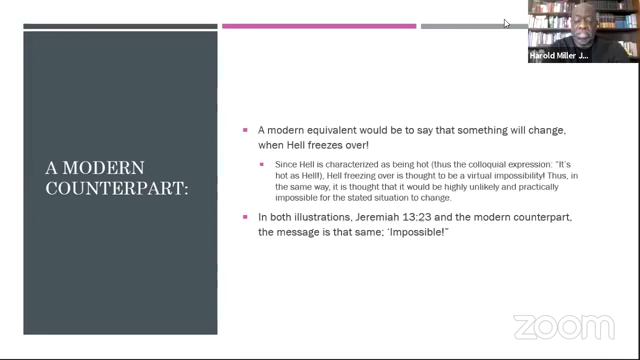 Harold Miller J...
A MODERN
COUNTERPART:
A modern equivalent would be to say that something will change,
when Hell freezes over!
Since Hell is characterized as being hot (thus the colloquial expression: "It's
hot as Hell!), Hell freezing over is thought to be a virtual impossibility! Thus, in
the same way, it is thought that it would be highly unlikely and practically
impossible for the stated situation to change.
In both illustrations, Jeremiah 13:23 and the modern counterpart,
the message is that same; 'Impossible!"
zoom